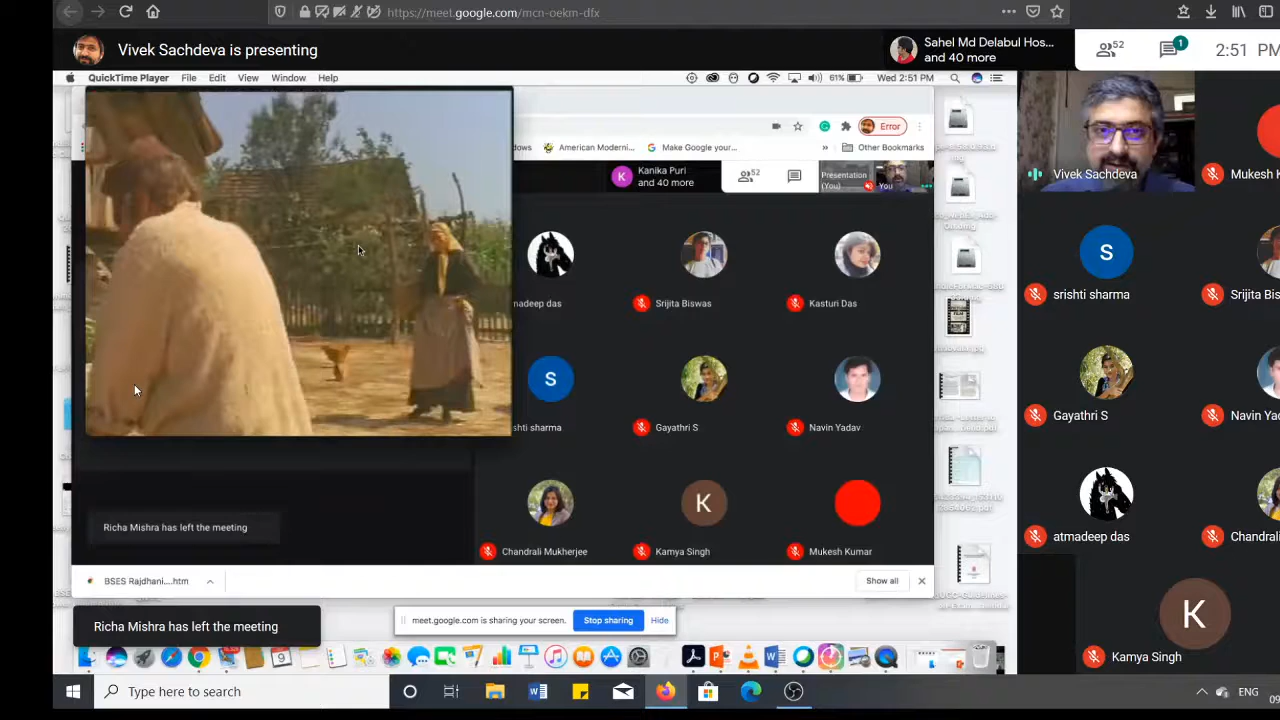 https://meet.google.com/mcn-oekm-dfx
Vivek Sachdeva is presenting
Sahel Md Delabul Hos...
and 40 more
52
1
2:51 PM
QuickTime Player File Edit View Window Help
61% Wed 2:51 PM
Error
American Moderni...
Make Google your...
Other Bookmarks
Kanika Puri
and 40 more
52
Presentation
(You)
You
Vivek Sachdeva
Mukesh K
madeep das
Srijita Biswas
Kasturi Das
S
srishti sharma
Srijita Bis
S
shti sharma
Gayathri S
Navin Yadav
Gayathri S
Navin Yad
K
Chandrali Mukherjee
Kamya Singh
Mukesh Kumar
atmadeep das
Chandral
Richa Mishra has left the meeting
BSES Rajdhani....htm
Show all
Richa Mishra has left the meeting
meet.google.com is sharing your screen.
Stop sharing
Hide
K
Kamya Singh
Type here to search
ENG